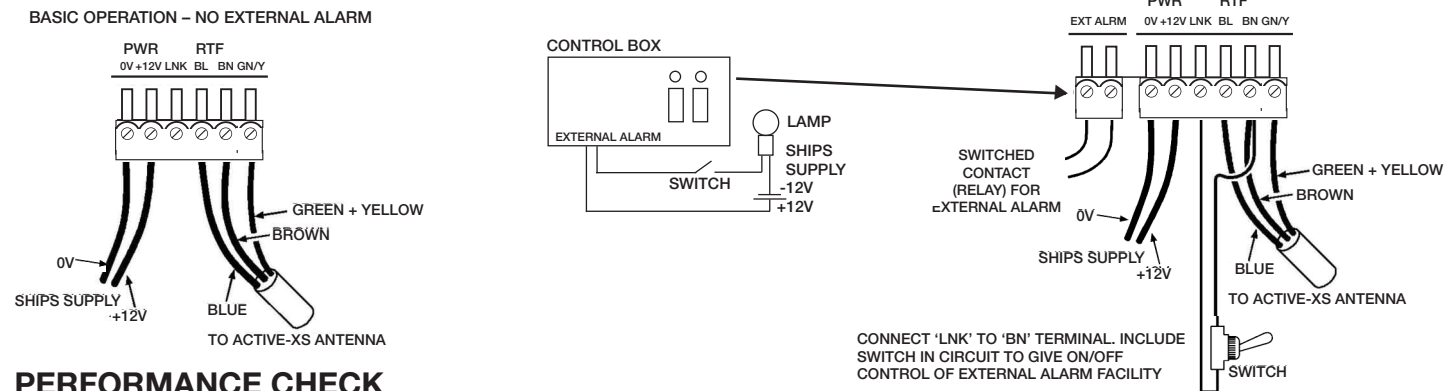 BASIC OPERATION – NO EXTERNAL ALARM
PWR RTF
0V +12V LNK BL BN GN/Y
GREEN + YELLOW
BROWN
0V
SHIPS SUPPLY
+12V
BLUE
TO ACTIVE-XS ANTENNA
PERFORMANCE CHECK
CONTROL BOX
EXTERNAL ALARM
LAMP
SHIPS
SUPPLY
-12V
+12V
SWITCH
PWR RTF
EXT ALRM 0V +12V LNK BL BN GN/Y
SWITCHED
CONTACT
(RELAY) FOR
EXTERNAL ALARM
GREEN + YELLOW
BROWN
0V
SHIPS SUPPLY
+12V
BLUE
TO ACTIVE-XS ANTENNA
CONNECT ‘LNK’ TO ‘BN’ TERMINAL. INCLUDE
SWITCH IN CIRCUIT TO GIVE ON/OFF
CONTROL OF EXTERNAL ALARM FACILITY
SWITCH